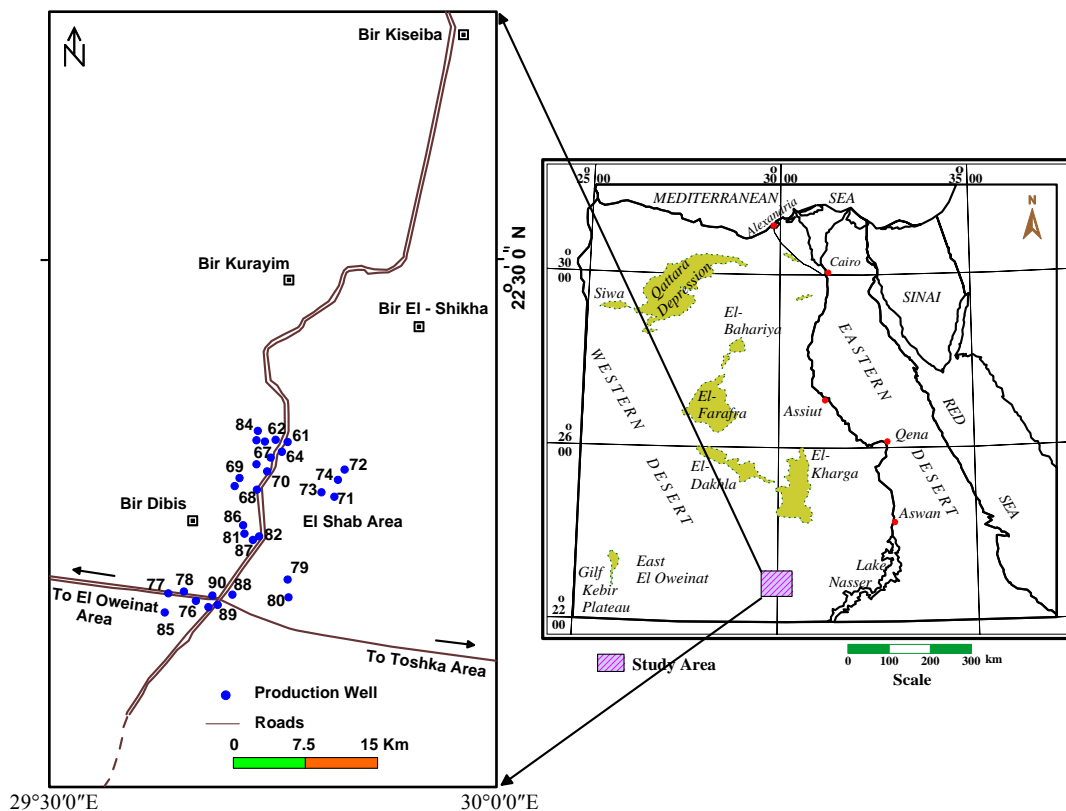 N
Bir Kiseiba
22°30'0" N
Bir Kurayim
Bir El - Shikha
84
62
61
67
64
69
70
72
74
68
73
71
Bir Dibis
El Shab Area
86
81
82
87
79
77
78
90
88
80
76
89
85
To El Oweinat
Area
To Toshka Area
Production Well
Roads
0
7.5
15 Km
29°30'0"E
30°0'0"E
25°00
30°00
35°00
MEDITERRANEAN
SEA
Alexandria
N
30°00
Cairo
Siwa
Qattara
Depression
SINAI
El-
Bahariya
WESTERN
DESERT
EASTERN
DESERT
RED
SEA
El-
Farafra
Assiut
Qena
26°00
El-
Dakhla
El-
Kharga
Aswan
Gilf
Kebir
Plateau
East
El Oweinat
Lake
Nasser
22°00
Study Area
0
100
200
300
km
Scale